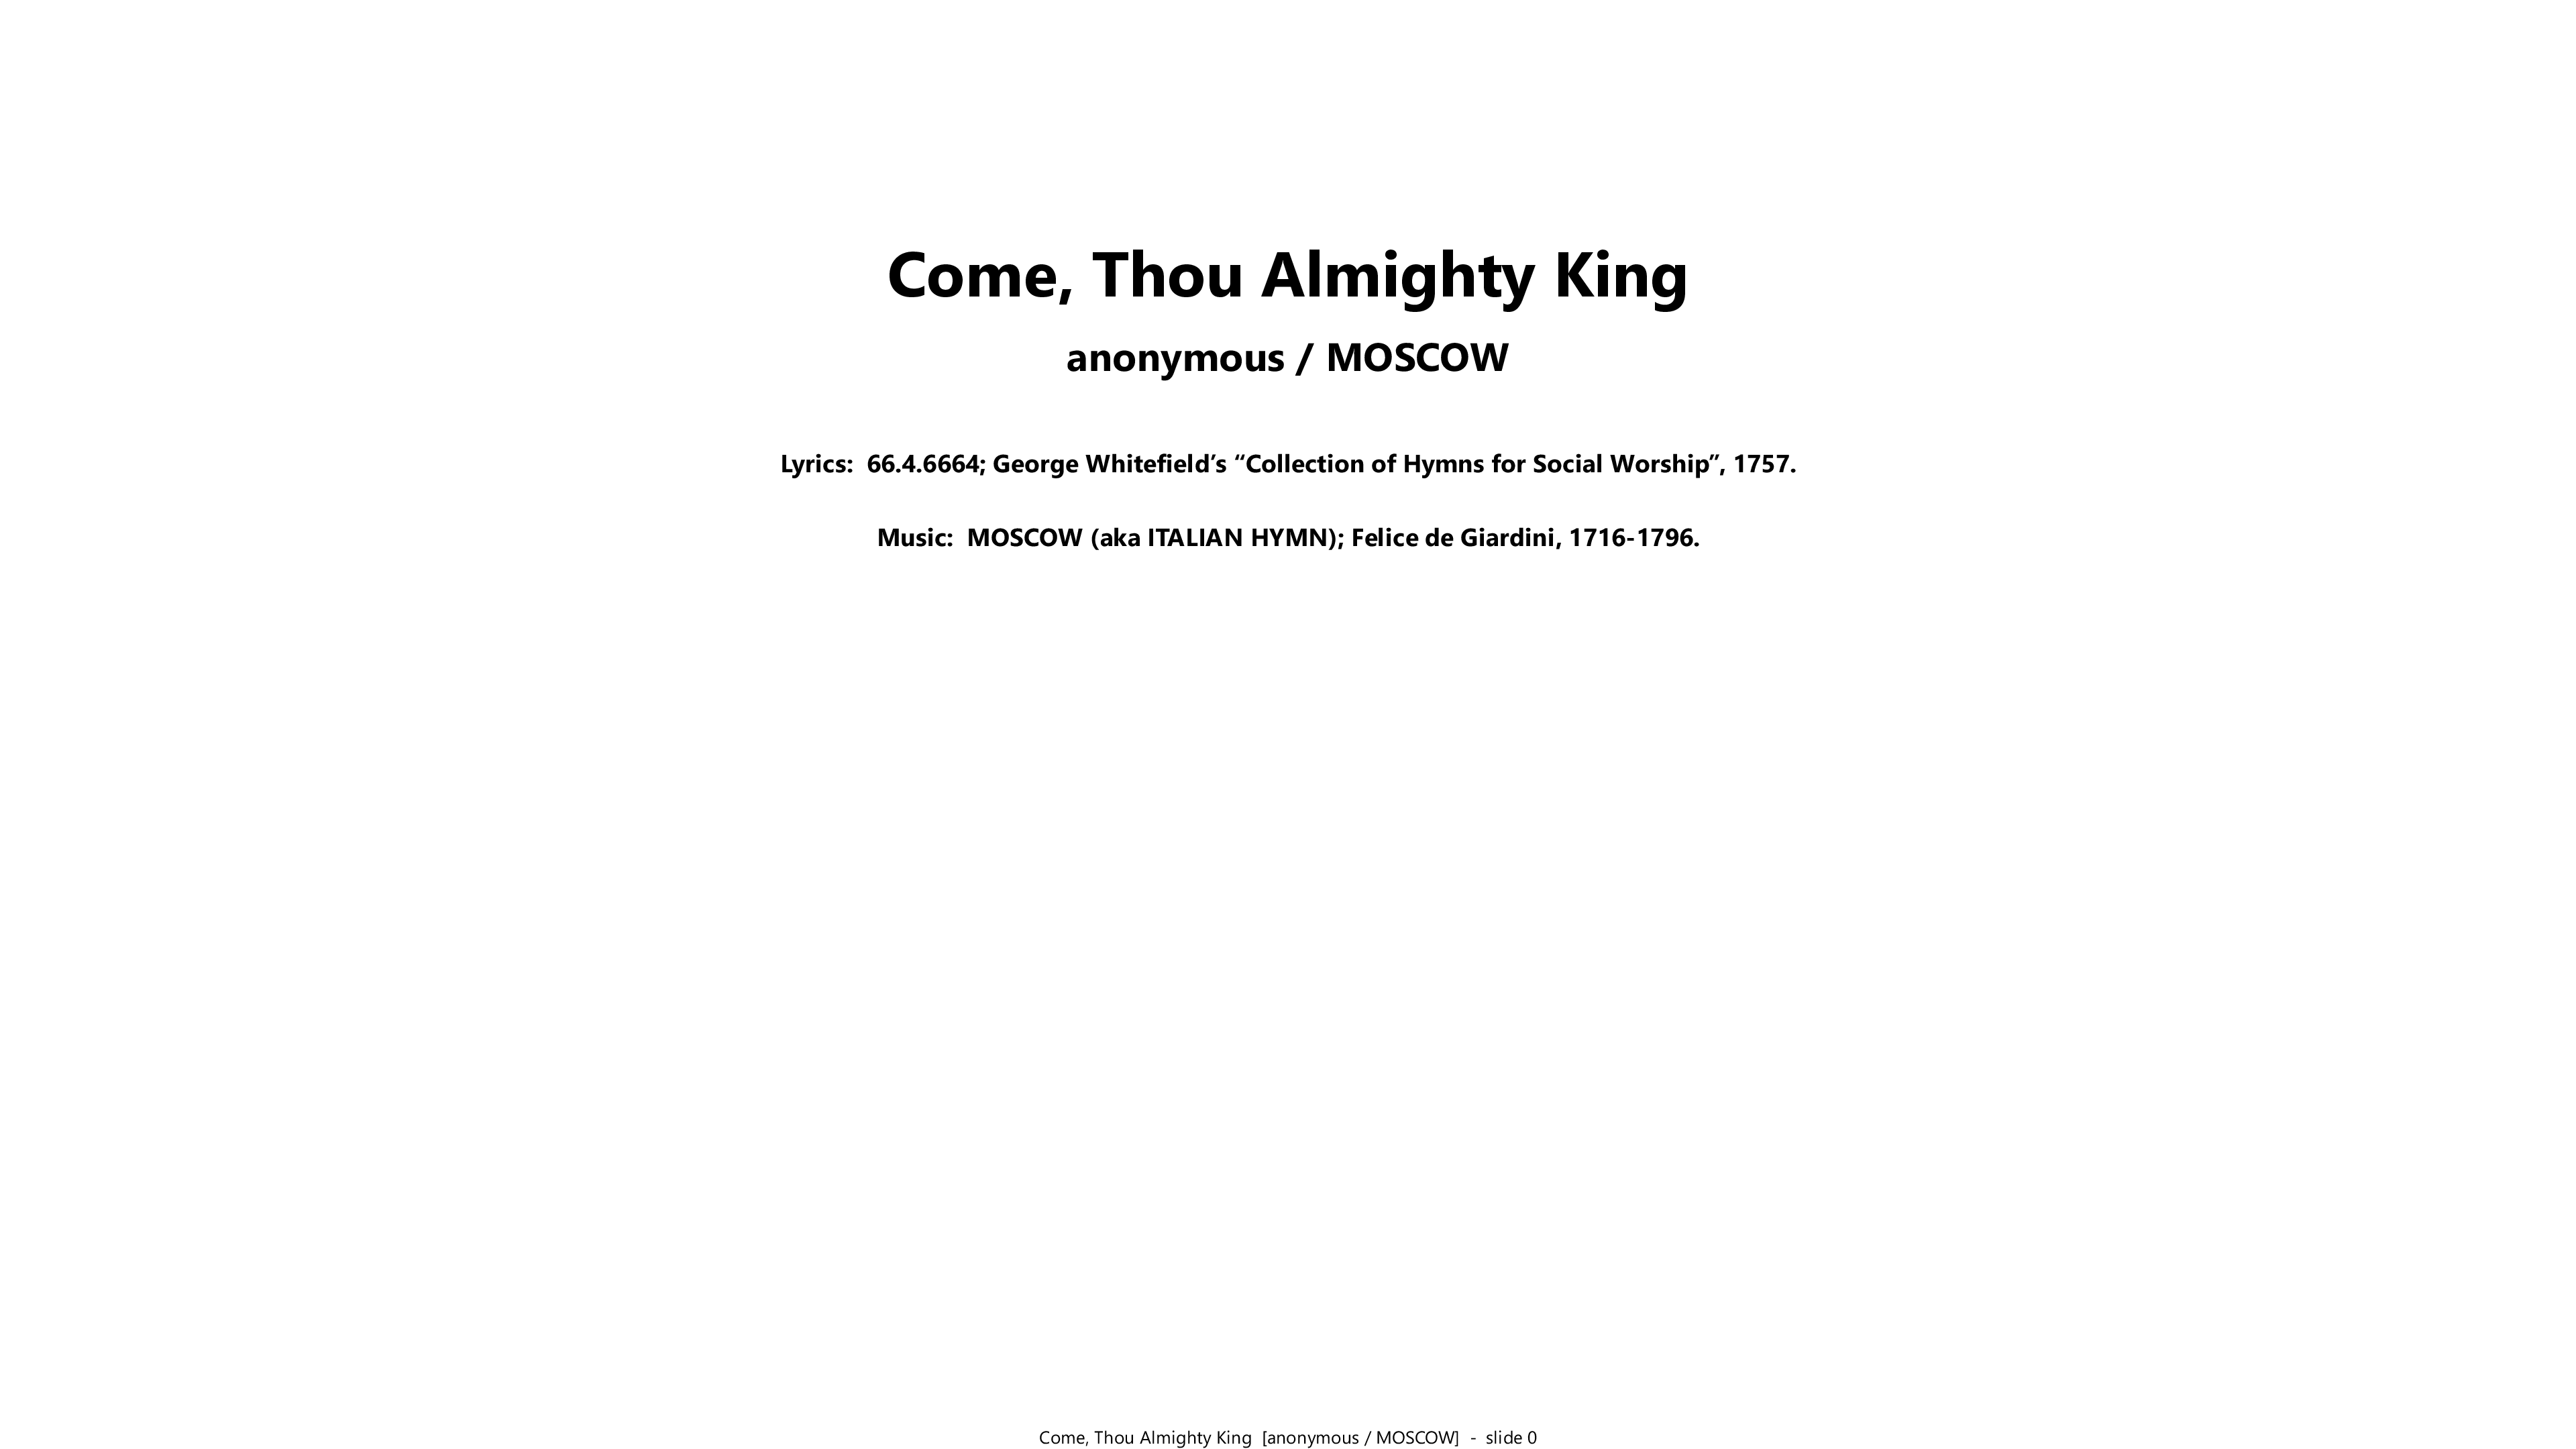 Come, Thou Almighty King
anonymous / MOSCOW
Lyrics:  66.4.6664; George Whitefield’s “Collection of Hymns for Social Worship”, 1757.
Music:  MOSCOW (aka ITALIAN HYMN); Felice de Giardini, 1716-1796.
Come, Thou Almighty King  [anonymous / MOSCOW]  -  slide 0